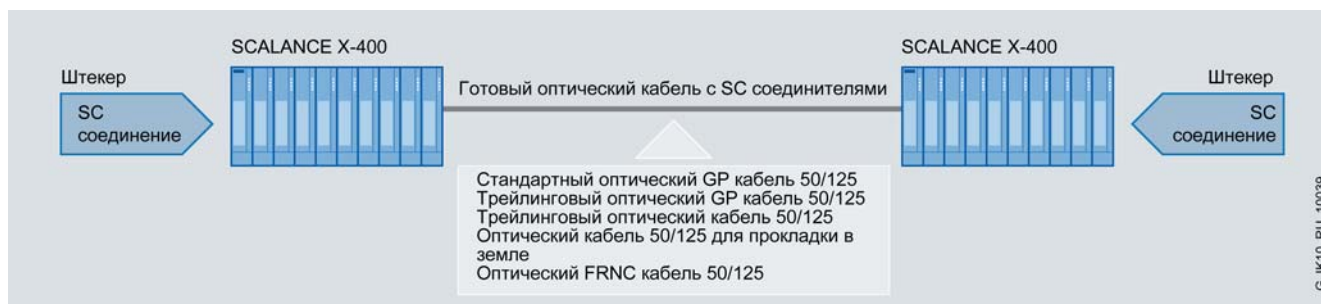 SCALANCE X-400
SCALANCE X-400
Штекер
Штекер
SC
соединение
Готовый оптический кабель с SC соединителями
SC
соединение
Стандартный оптический GP кабель 50/125
Трейлинговый оптический GP кабель 50/125
Трейлинговый оптический кабель 50/125
Оптический кабель 50/125 для прокладки в
земле
Оптический FRNC кабель 50/125
G_IK10_RU_10039